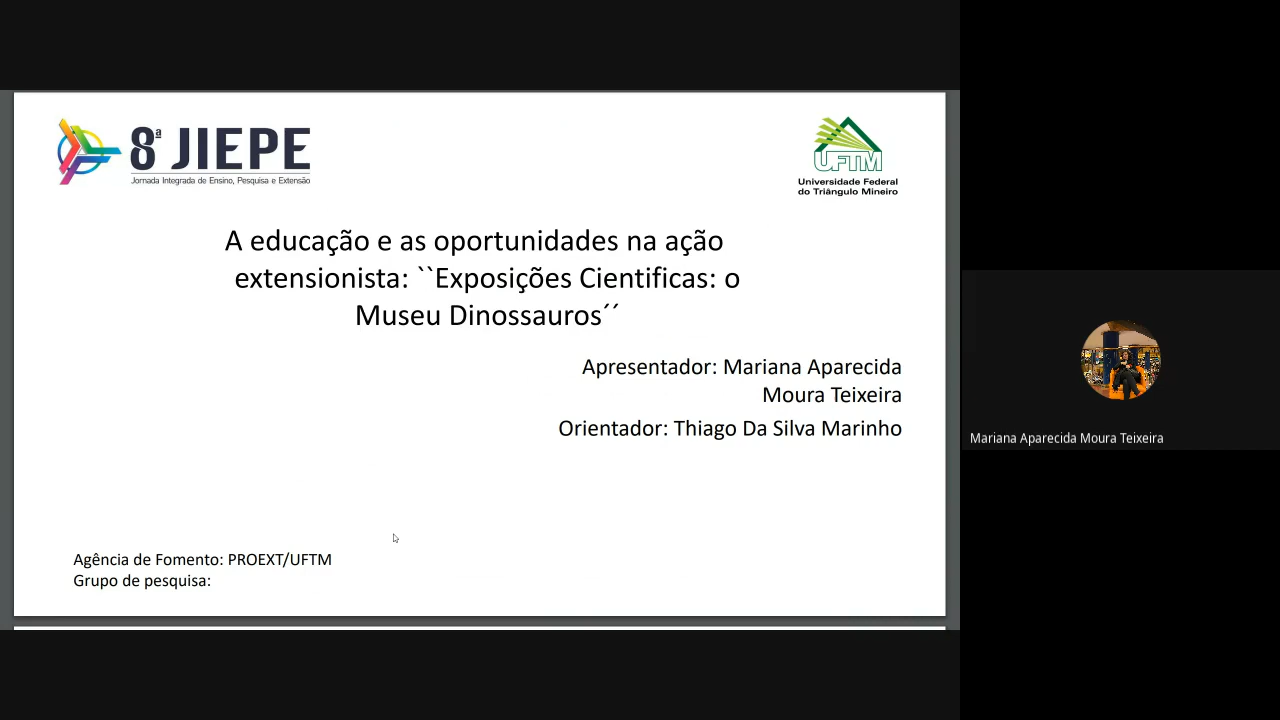 8ª JIEPE
Jornada Integrada de Ensino, Pesquisa e Extensão
UFTM
Universidade Federal
do Triângulo Mineiro
A educação e as oportunidades na ação
extensionista: ``Exposições Cientificas: o
Museu Dinossauros´´
Apresentador: Mariana Aparecida
Moura Teixeira
Orientador: Thiago Da Silva Marinho
Agência de Fomento: PROEXT/UFTM
Grupo de pesquisa:
Mariana Aparecida Moura Teixeira